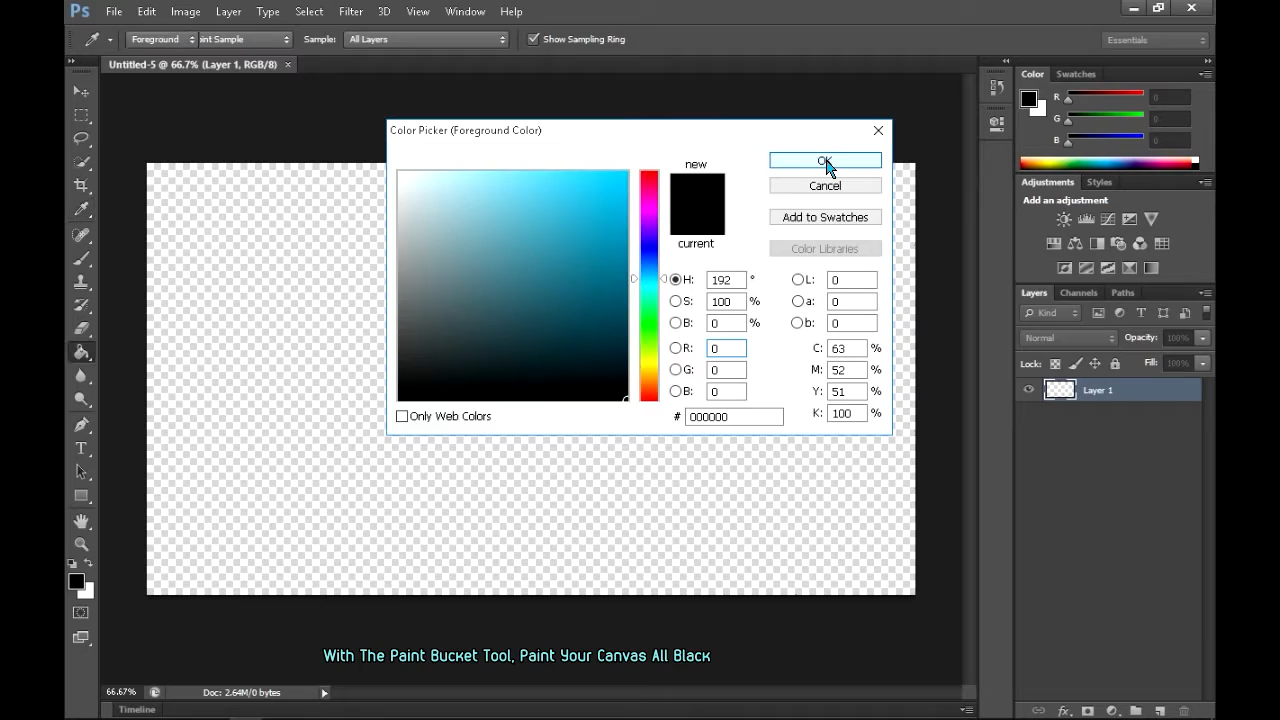 Ps File Edit Image Layer Type Select Filter 3D View Window Help
Foreground int Sample Sample: All Layers Show Sampling Ring Essentials
Untitled-5 @ 66.7% (Layer 1, RGB/8) ×
Color Swatches
R 0
G 0
B 0
Adjustments Styles
Add an adjustment
Layers Channels Paths
Kind
Normal Opacity: 100%
Lock: Fill: 100%
Layer 1
Color Picker (Foreground Color)
new
current
OK
Cancel
Add to Swatches
Color Libraries
H: 192 ° L: 0
S: 100 % a: 0
B: 0 % b: 0
R: 0 C: 63 %
G: 0 M: 52 %
B: 0 Y: 51 %
# 000000 K: 100 %
Only Web Colors
With The Paint Bucket Tool, Paint Your Canvas All Black
66.67% Doc: 2.64M/0 bytes
Timeline